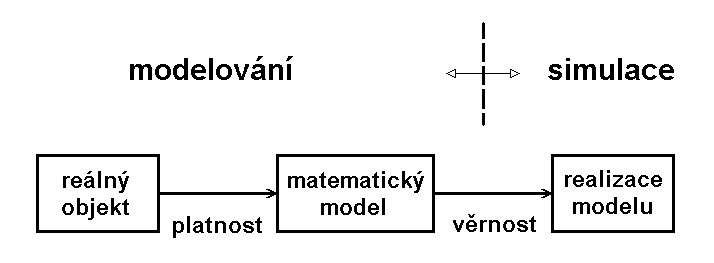 modelování
simulace
reálný
objekt
platnost
matematický
model
věrnost
realizace
modelu